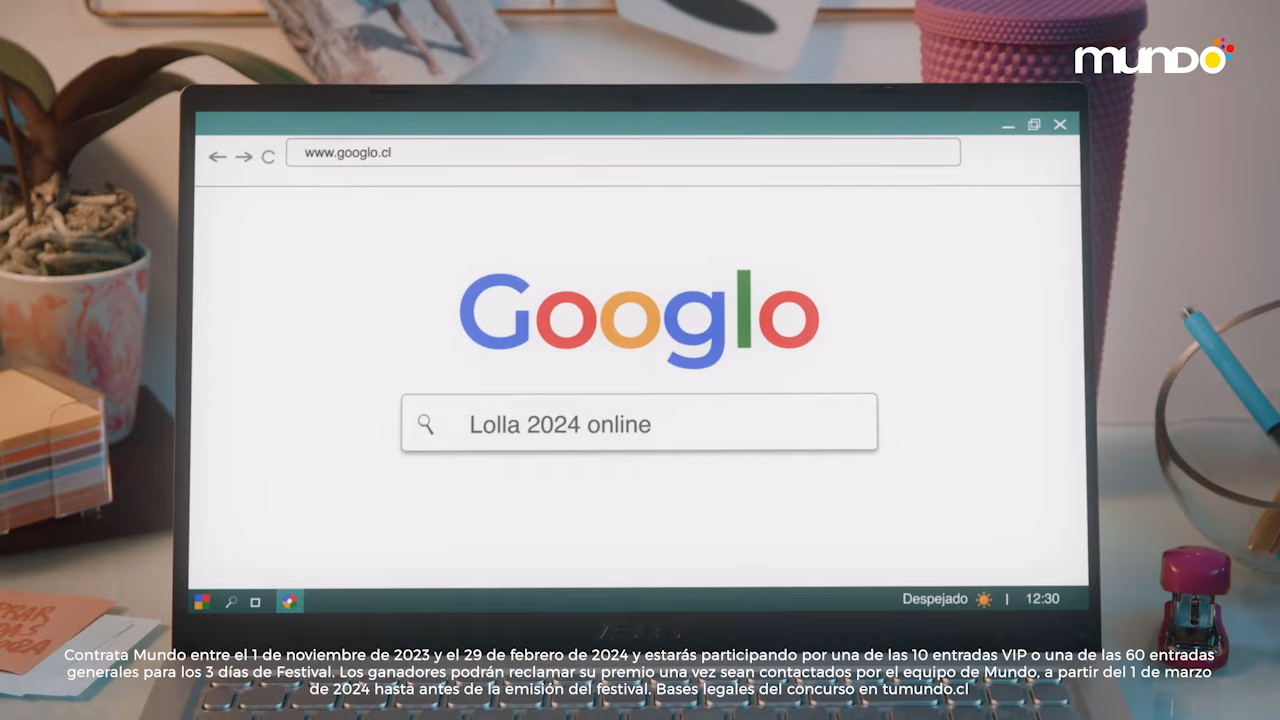 mundo
www.googlo.cl
Googlo
Lolla 2024 online
Despejado | 12:30
Contrata Mundo entre el 1 de noviembre de 2023 y el 29 de febrero de 2024 y estarás participando por una de las 10 entradas VIP o una de las 60 entradas
generales para los 3 días de Festival. Los ganadores podrán reclamar su premio una vez sean contactados por el equipo de Mundo, a partir del 1 de marzo
de 2024 hasta antes de la emisión del festival. Bases legales del concurso en tumundo.cl